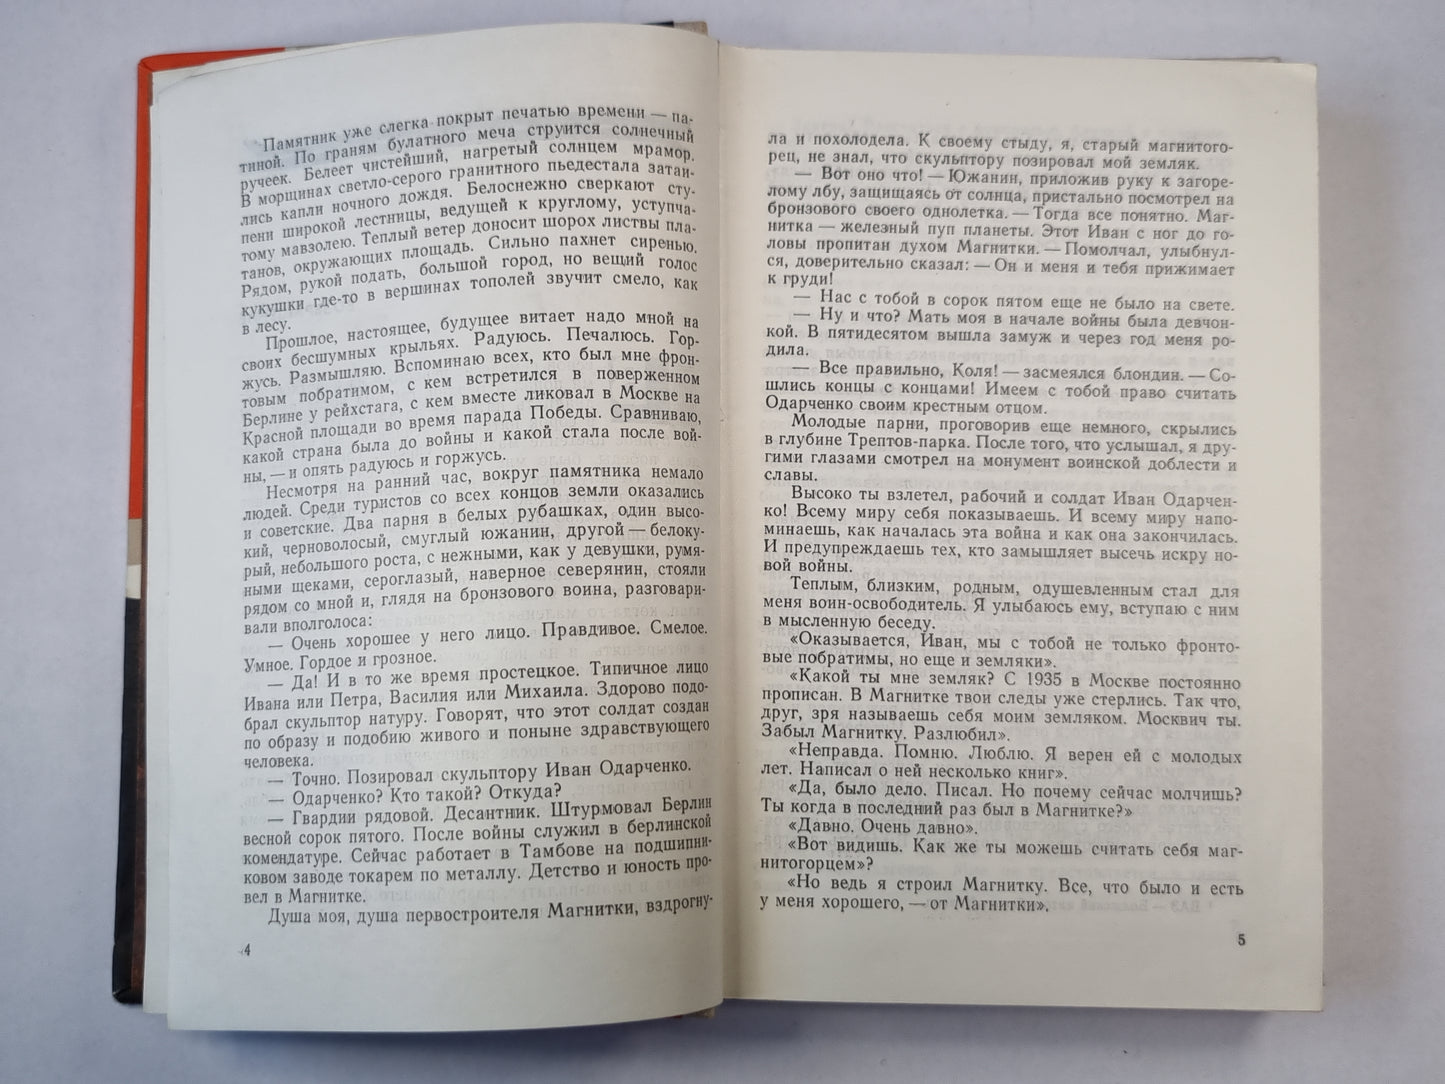 Памятник уже слегка покрыт печатью времени — па-
тиной. По граням булатного меча струится солнечный
ручеек. Белеет чистейший, нагретый солнцем мрамор.
В морщинах светло-серого гранитного пьедестала затаи-
лись капли ночного дождя. Белоснежно сверкают сту-
пени широкой лестницы, ведущей к круглому, уступча-
тому мавзолею. Теплый ветер доносит шорох листвы пла-
танов, окружающих площадь. Сильно пахнет сиренью.
Рядом, рукой подать, большой город, но вещий голос
кукушки где-то в вершинах тополей звучит смело, как
в лесу.
Прошлое, настоящее, будущее витает надо мной на
своих бесшумных крыльях. Радуюсь. Печалюсь. Гор-
жусь. Размышляю. Вспоминаю всех, кто был мне фрон-
товым побратимом, с кем встретился в поверженном
Берлине у рейхстага, с кем вместе ликовал в Москве на
Красной площади во время парада Победы. Сравниваю,
какой страна была до войны и какой стала после вой-
ны, — и опять радуюсь и горжусь.
Несмотря на ранний час, вокруг памятника немало
людей. Среди туристов со всех концов земли оказались
и советские. Два парня в белых рубашках, один высо-
кий, черноволосый, смуглый южанин, другой — белоку-
рый, небольшого роста, с нежными, как у девушки, румя-
ными щеками, сероглазый, наверное северянин, стояли
рядом со мной и, глядя на бронзового воина, разговари-
вали вполголоса:
— Очень хорошее у него лицо. Правдивое. Смелое.
Умное. Гордое и грозное.
— Да! И в то же время простецкое. Типичное лицо
Ивана или Петра, Василия или Михаила. Здорово подо-
брал скульптор натуру. Говорят, что этот солдат создан
по образу и подобию живого и поныне здравствующего
человека.
— Точно. Позировал скульптору Иван Одарченко.
— Одарченко? Кто такой? Откуда?
— Гвардии рядовой. Десантник. Штурмовал Берлин
весной сорок пятого. После войны служил в берлинской
комендатуре. Сейчас работает в Тамбове на подшипни-
ковом заводе токарем по металлу. Детство и юность про-
вел в Магнитке.
Душа моя, душа первостроителя Магнитки, вздрогну-
4
ла и похолодела. К своему стыду, я, старый магнитого-
рец, не знал, что скульптору позировал мой земляк.
— Вот оно что! — Южанин, приложив руку к загоре-
лому лбу, защищаясь от солнца, пристально посмотрел на
бронзового своего однолетка. — Тогда все понятно. Маг-
нитка — железный пуп планеты. Этот Иван с ног до го-
ловы пропитан духом Магнитки. — Помолчал, улыбнул-
ся, доверительно сказал: — Он и меня и тебя прижимает
к груди!
— Нас с тобой в сорок пятом еще не было на свете.
— Ну и что? Мать моя в начале войны была девчон-
кой. В пятидесятом вышла замуж и через год меня ро-
дила.
— Все правильно, Коля! — засмеялся блондин. — Со-
шлись концы с концами! Имеем с тобой право считать
Одарченко своим крестным отцом.
Молодые парни, проговорив еще немного, скрылись
в глубине Трептов-парка. После того, что услышал, я дру-
гими глазами смотрел на монумент воинской доблести и
славы.
Высоко ты взлетел, рабочий и солдат Иван Одарчен-
ко! Всему миру себя показываешь. И всему миру напо-
минаешь, как началась эта война и как она закончилась.
И предупреждаешь тех, кто замышляет высечь искру но-
вой войны.
Теплым, близким, родным, одушевленным стал для
меня воин-освободитель. Я улыбаюсь ему, вступаю с ним
в мысленную беседу.
«Оказывается, Иван, мы с тобой не только фронто-
вые побратимы, но еще и земляки».
«Какой ты мне земляк? С 1935 в Москве постоянно
прописан. В Магнитке твои следы уже стерлись. Так что,
друг, зря называешь себя моим земляком. Москвич ты.
Забыл Магнитку. Разлюбил».
«Неправда. Помню. Люблю. Я верен ей с молодых
лет. Написал о ней несколько книг».
«Да, было дело. Писал. Но почему сейчас молчишь?
Ты когда в последний раз был в Магнитке?»
«Давно. Очень давно».
«Вот видишь. Как же ты можешь считать себя маг-
нитогорцем»?
«Но ведь я строил Магнитку. Все, что было и есть
у меня хорошего, — от Магнитки».
5